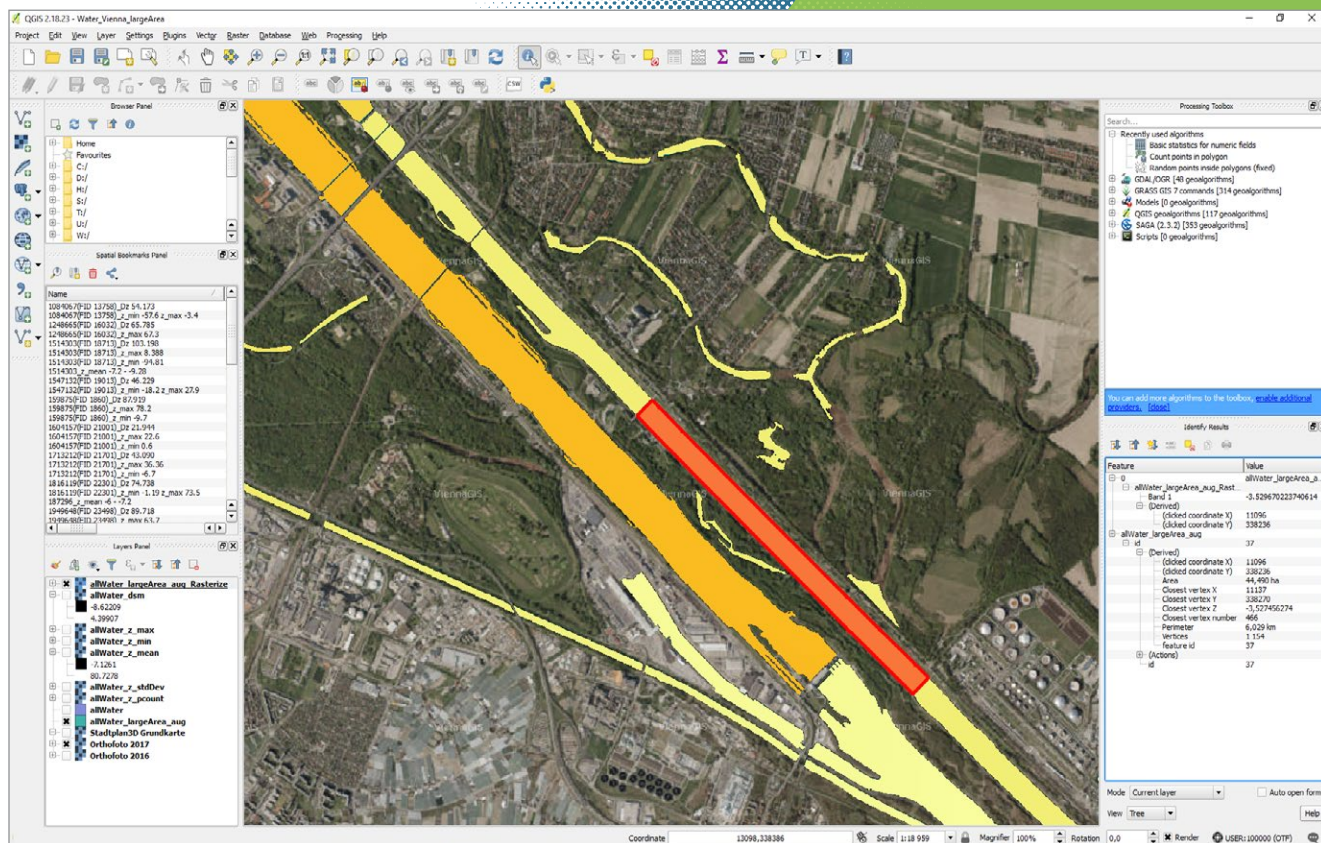 QGIS 2.18.23 - Water_Vienna_largeArea
Project Edit View Layer Settings Plugins Vector Raster Database Web Processing Help
CSW
Browser Panel
Home
Favourites
C:/
D:/
H:/
S:/
T:/
U:/
W:/
Spatial Bookmarks Panel
Name
1084067(FID 13758)_Dz 54.173
1084067(FID 13758)_z_min -57.6 z_max -3.4
1248665(FID 16032)_Dz 65.785
1248665(FID 16032)_z_max 67.3
1514303(FID 18713)_Dz 103.198
1514303(FID 18713)_z_max 8.388
1514303(FID 18713)_z_min -94.81
1514303_z_mean -7.2 - -9.28
1547132(FID 19013)_Dz 46.229
1547132(FID 19013)_z_min -18.2 z_max 27.9
159875(FID 1860)_Dz 87.919
159875(FID 1860)_z_max 78.2
159875(FID 1860)_z_min -9.7
1604157(FID 21001)_Dz 21.944
1604157(FID 21001)_z_max 22.6
1604157(FID 21001)_z_min 0.6
1713212(FID 21701)_Dz 43.090
1713212(FID 21701)_z_max 36.36
1713212(FID 21701)_z_min -6.7
1816119(FID 22301)_Dz 74.738
1816119(FID 22301)_z_min -1.19 z_max 73.5
187296_z_mean -6 - -7.2
1949648(FID 23498)_Dz 89.718
1949648(FID 23498)_z_max 63.7
Layers Panel
allWater_largeArea_aug_Rasterize
allWater_dsm
-8.62209
4.39907
allWater_z_max
allWater_z_min
allWater_z_mean
-7.1261
80.7278
allWater_z_stdDev
allWater_z_pcount
allWater
allWater_largeArea_aug
Stadtplan3D Grundkarte
Orthofoto 2017
Orthofoto 2016
ViennaGIS
ViennaGIS
ViennaGIS
ViennaGIS
ViennaGIS
Processing Toolbox
Search...
Recently used algorithms
Basic statistics for numeric fields
Count points in polygon
Random points inside polygons (fixed)
GDAL/OGR [48 geoalgorithms]
GRASS GIS 7 commands [314 geoalgorithms]
Models [0 geoalgorithms]
QGIS geoalgorithms [117 geoalgorithms]
SAGA (2.3.2) [353 geoalgorithms]
Scripts [0 geoalgorithms]
You can add more algorithms to the toolbox, enable additional
providers. [close]
Identify Results
Feature Value
0 allWater_largeArea_a...
allWater_largeArea_aug_Rast...
Band 1 -3.529670223740614
(Derived)
(clicked coordinate X) 11096
(clicked coordinate Y) 338236
allWater_largeArea_aug
id 37
(Derived)
(clicked coordinate X) 11096
(clicked coordinate Y) 338236
Area 44,490 ha
Closest vertex X 11137
Closest vertex Y 338270
Closest vertex Z -3,527456274
Closest vertex number 466
Perimeter 6,029 km
Vertices 1 154
feature id 37
(Actions)
id 37
Mode Current layer Auto open form
View Tree Help
Coordinate 13098,338386 Scale 1:18 959 Magnifier 100% Rotation 0,0 Render USER:100000 (OTF)